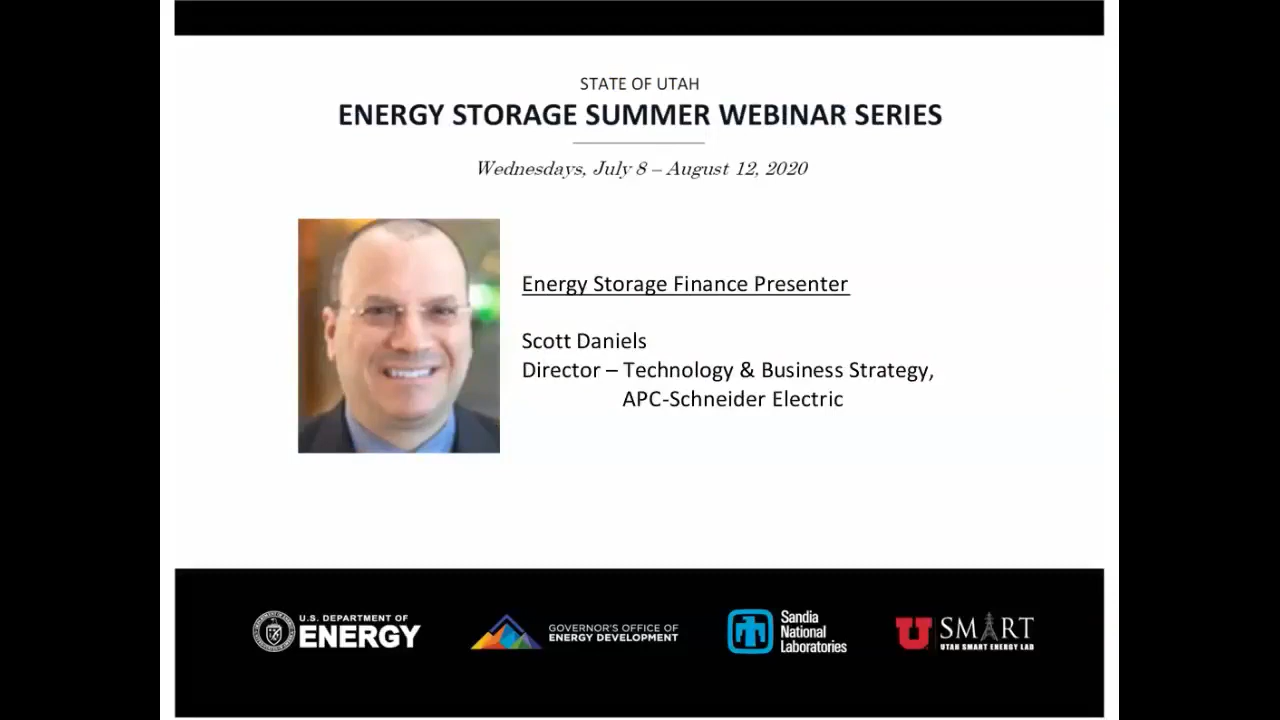 STATE OF UTAH
ENERGY STORAGE SUMMER WEBINAR SERIES
Wednesdays, July 8 – August 12, 2020
Energy Storage Finance Presenter
Scott Daniels
Director – Technology & Business Strategy,
APC-Schneider Electric
U.S. DEPARTMENT OF
ENERGY
GOVERNOR'S OFFICE OF
ENERGY DEVELOPMENT
Sandia
National
Laboratories
U SMART
UTAH SMART ENERGY LAB